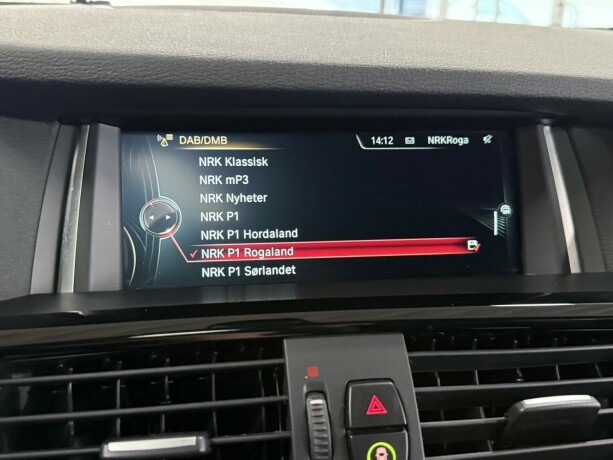 DAB/DMB 14:12 NRKRoga
NRK Klassisk
NRK mP3
NRK Nyheter
NRK P1
NRK P1 Hordaland
NRK P1 Rogaland
NRK P1 Sørlandet